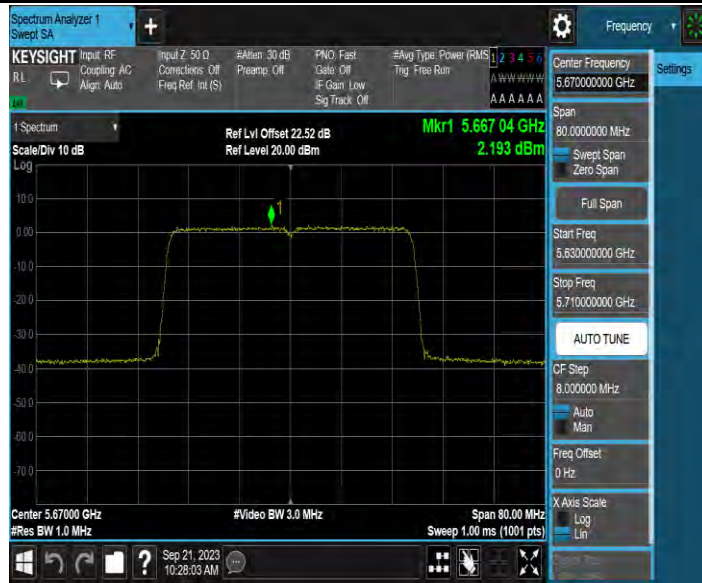 Spectrum Analyzer 1
Swept SA
+
Frequency
KEYSIGHT
RL
Input: RF
Coupling: AC
Align: Auto
Input Z: 50 Ω
Corrections: Off
Freq Ref: Int (S)
#Atten: 30 dB
Preamp: Off
PNO: Fast
Gate: Off
IF Gain: Low
Sig Track: Off
#Avg Type: Power (RMS
Trig: Free Run
1 2 3 4 5 6
A W W W W W
A A A A A A
1 Spectrum
Scale/Div 10 dB
Log
Ref Lvl Offset 22.52 dB
Ref Level 20.00 dBm
Mkr1 5.667 04 GHz
2.193 dBm
1
10.0
0.00
-10.0
-20.0
-30.0
-40.0
-50.0
-60.0
-70.0
Center 5.67000 GHz
#Res BW 1.0 MHz
#Video BW 3.0 MHz
Span 80.00 MHz
Sweep 1.00 ms (1001 pts)
Sep 21, 2023
10:28:03 AM
?
Center Frequency
5.670000000 GHz
Settings
Span
80.0000000 MHz
Swept Span
Zero Span
Full Span
Start Freq
5.630000000 GHz
Stop Freq
5.710000000 GHz
AUTO TUNE
CF Step
8.000000 MHz
Auto
Man
Freq Offset
0 Hz
X Axis Scale
Log
Lin